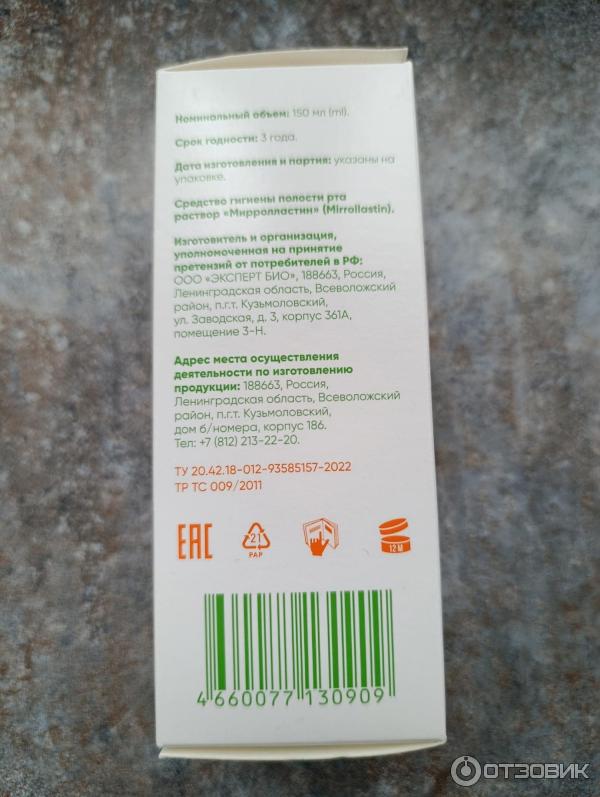 Номинальный объем: 150 мл (ml).
Срок годности: 3 года.
Дата изготовления и партия: указаны на
упаковке.
Средство гигиены полости рта
раствор «Мирролластин» (Mirrollastin).
Изготовитель и организация,
уполномоченная на принятие
претензий от потребителей в РФ:
ООО «ЭКСПЕРТ БИО», 188663, Россия,
Ленинградская область, Всеволожский
район, п.г.т. Кузьмоловский,
ул. Заводская, д. 3, корпус 361А,
помещение 3-Н.
Адрес места осуществления
деятельности по изготовлению
продукции: 188663, Россия,
Ленинградская область, Всеволожский
район, п.г.т. Кузьмоловский,
дом б/номера, корпус 186.
Тел: +7 (812) 213-22-20.
ТУ 20.42.18-012-93585157-2022
ТР ТС 009/2011
EAC
21
PAP
12 M
4 660077 130909
ОТЗОВИК